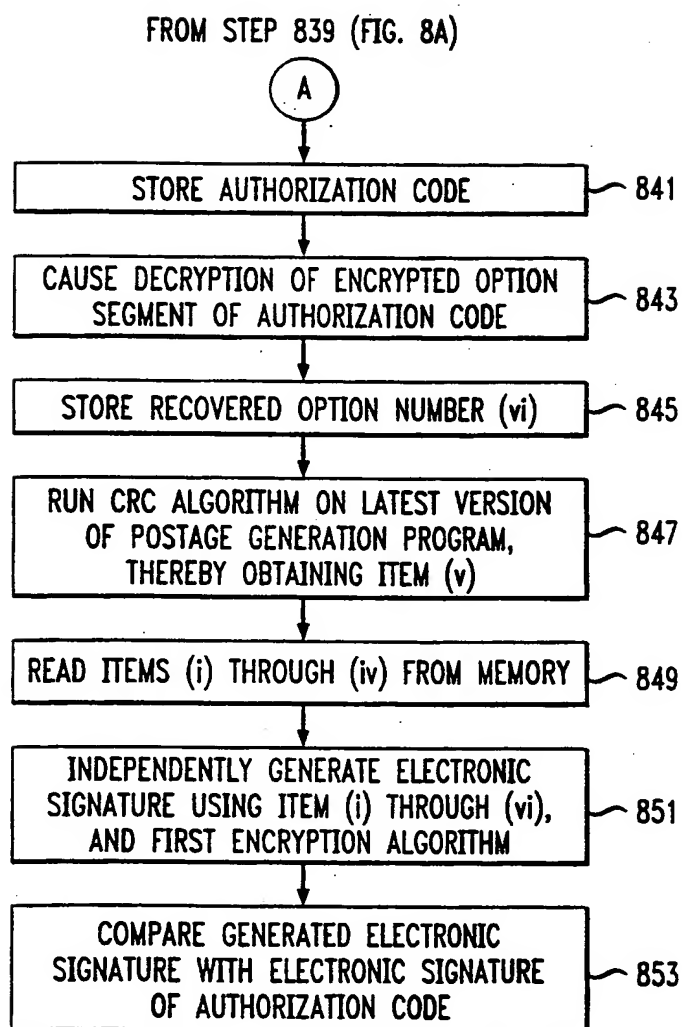 FROM STEP 839 (FIG. 8A)
A
STORE AUTHORIZATION CODE
841
CAUSE DECRYPTION OF ENCRYPTED OPTION
SEGMENT OF AUTHORIZATION CODE
843
STORE RECOVERED OPTION NUMBER (vi)
845
RUN CRC ALGORITHM ON LATEST VERSION
OF POSTAGE GENERATION PROGRAM,
THEREBY OBTAINING ITEM (v)
847
READ ITEMS (i) THROUGH (iv) FROM MEMORY
849
INDEPENDENTLY GENERATE ELECTRONIC
SIGNATURE USING ITEM (i) THROUGH (vi),
AND FIRST ENCRYPTION ALGORITHM
851
COMPARE GENERATED ELECTRONIC
SIGNATURE WITH ELECTRONIC SIGNATURE
OF AUTHORIZATION CODE
853